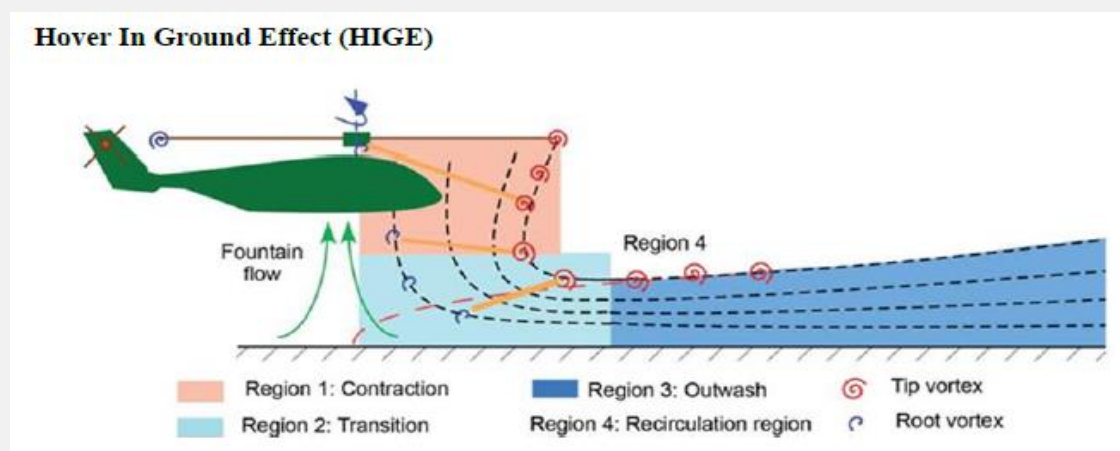 Hover In Ground Effect (HIGE)
Region 4
Fountain
flow
Region 1: Contraction
Region 3: Outwash
Tip vortex
Region 2: Transition
Region 4: Recirculation region
Root vortex